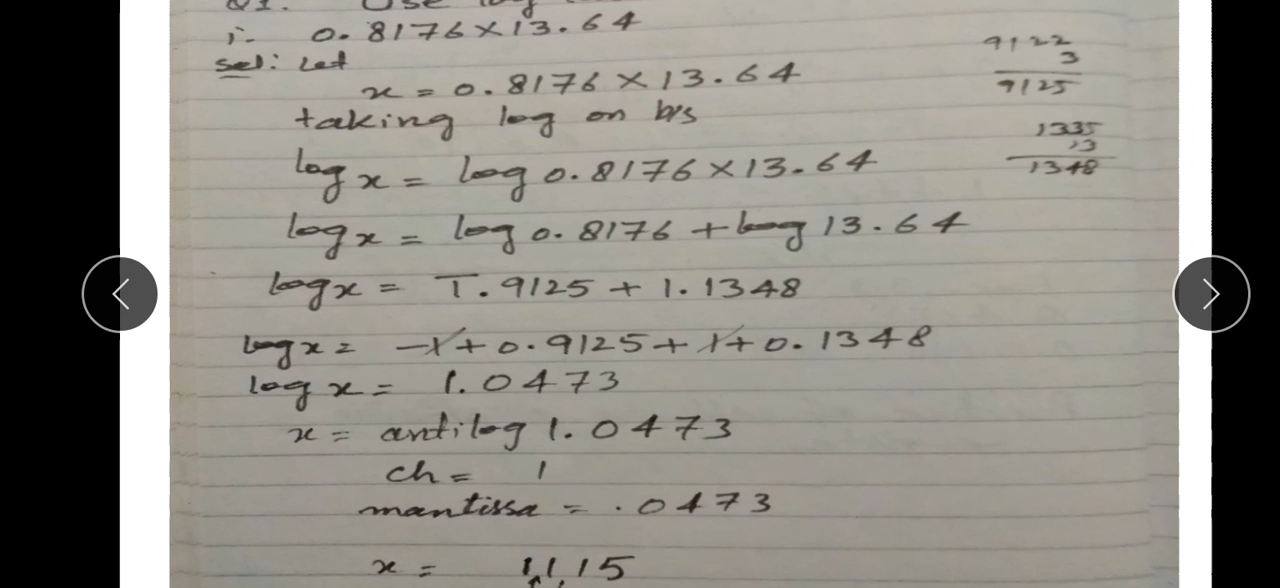 i- 0.8176×13.64
sol: Let
x = 0.8176 × 13.64
taking log on b/s
log x = log 0.8176×13.64
log x = log 0.8176 + log 13.64
log x = 1̅.9125 + 1.1348
log x = -1+0.9125+1+0.1348
log x = 1.0473
x = antilog 1.0473
ch = 1
mantissa = .0473
x = 1115
9122
3
9125
1335
13
1348